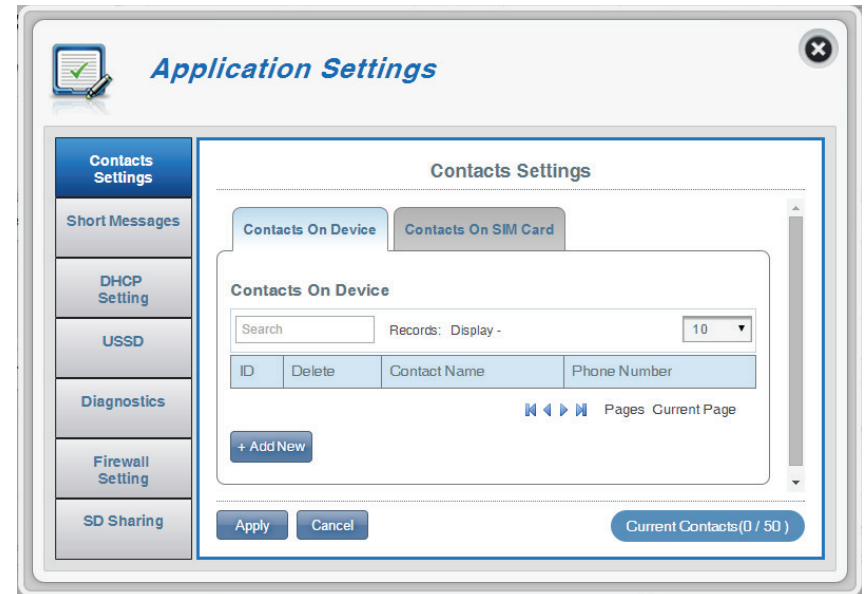 Application Settings
Contacts
Settings
Short Messages
DHCP
Setting
USSD
Diagnostics
Firewall
Setting
SD Sharing
Contacts Settings
Contacts On Device
Contacts On SIM Card
Contacts On Device
Search
Records: Display -
10
ID Delete Contact Name Phone Number
Pages Current Page
+ Add New
Apply Cancel
Current Contacts(0 / 50 )